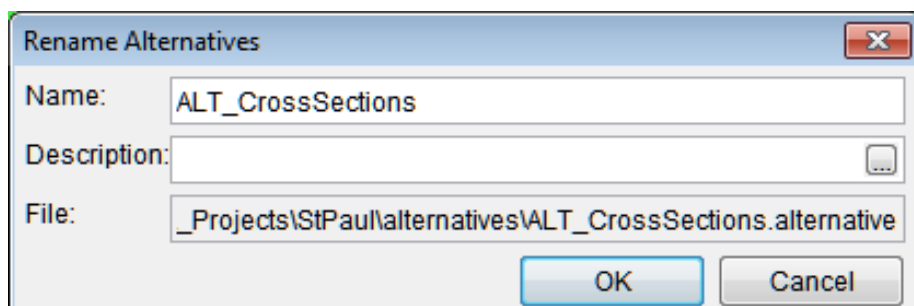 Rename Alternatives
Name: ALT_CrossSections
Description: ...
File: _Projects\StPaul\alternatives\ALT_CrossSections.alternative
OK Cancel